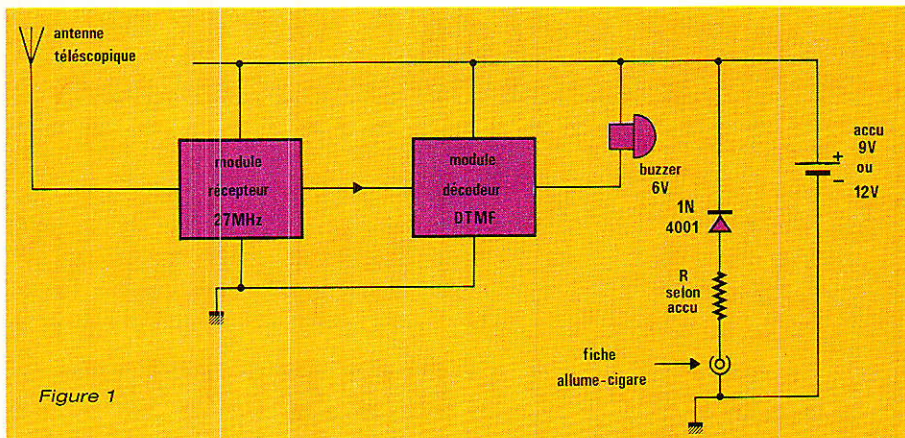 antenne
téléscopique
module
récepteur
27MHz
module
décodeur
DTMF
buzzer
6V
1N
4001
R
selon
accu
fiche
allume-cigare
accu
9V
ou
12V
+
−
Figure 1